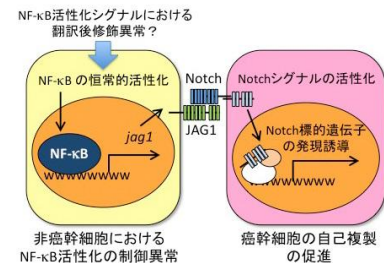 NF-κB活性化シグナルにおける
翻訳後修飾異常？
NF-κB の恒常的活性化
NF-κB
jag1
Notch
JAG1
Notchシグナルの活性化
Notch標的遺伝子
の発現誘導
非癌幹細胞における
NF-κB活性化の制御異常
癌幹細胞の自己複製
の促進